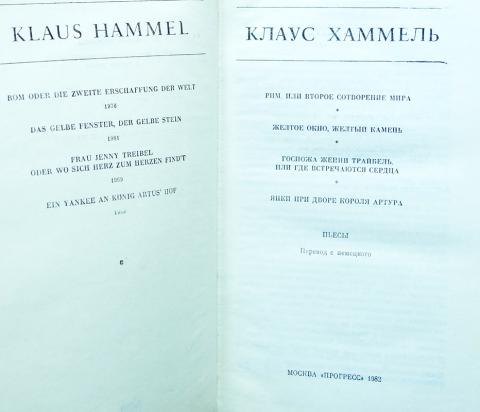 KLAUS HAMMEL
ROM ODER DIE ZWEITE ERSCHAFFUNG DER WELT
1976
DAS GELBE FENSTER, DER GELBE STEIN
FRAU JENNY TREIBEL
ODER WO SICH HERZ ZUM HERZEN FIND'T
EIN YANKEE AN KÖNIG ARTUS' HOF
КЛАУС ХАММЕЛЬ
РИМ, ИЛИ ВТОРОЕ СОТВОРЕНИЕ МИРА
*
ЖЕЛТОЕ ОКНО, ЖЕЛТЫЙ КАМЕНЬ
*
ГОСПОЖА ЖЕННИ ТРАЙБЕЛЬ,
ИЛИ ГДЕ ВСТРЕЧАЮТСЯ СЕРДЦА
*
ЯНКИ ПРИ ДВОРЕ КОРОЛЯ АРТУРА
ПЬЕСЫ
Перевод с немецкого
МОСКВА «ПРОГРЕСС» 1982